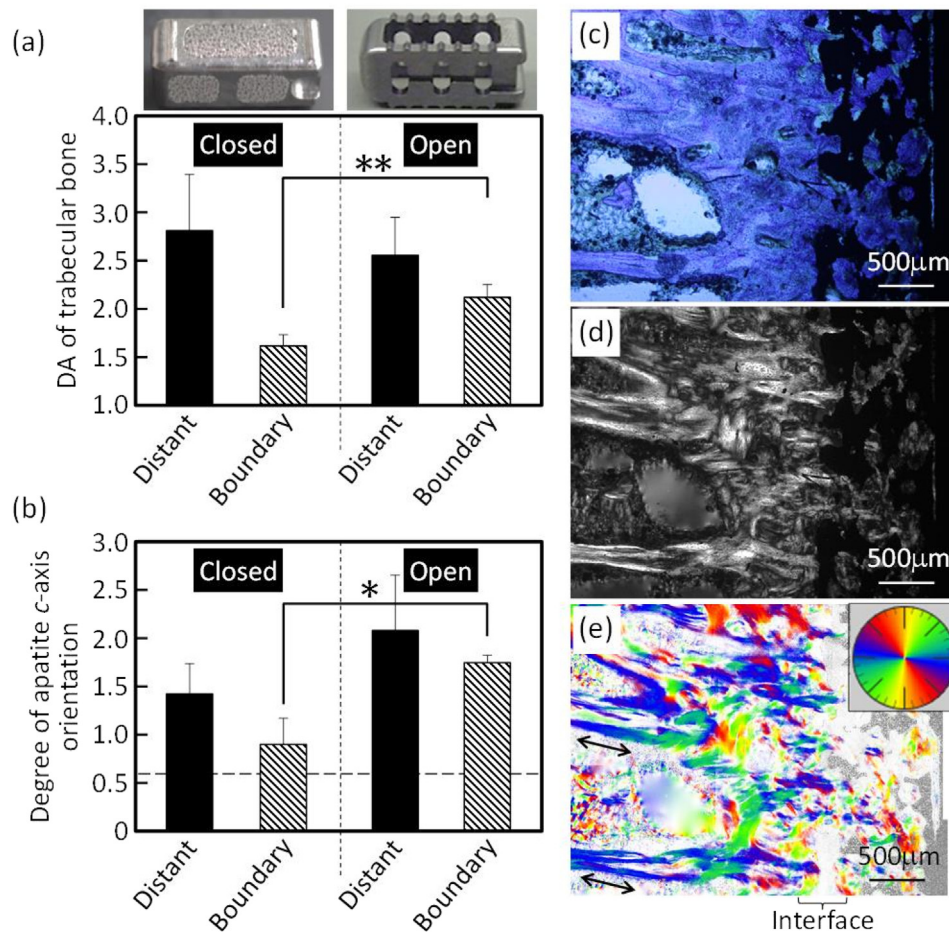 (a)
4.0
3.5
3.0
2.5
2.0
1.5
1.0
DA of trabecular bone
Closed
Open
**
Distant
Boundary
Distant
Boundary
(b)
3.0
2.5
2.0
1.5
1.0
0.5
0
Degree of apatite c-axis
orientation
Closed
Open
*
Distant
Boundary
Distant
Boundary
(c)
500μm
(d)
500μm
(e)
500μm
Interface